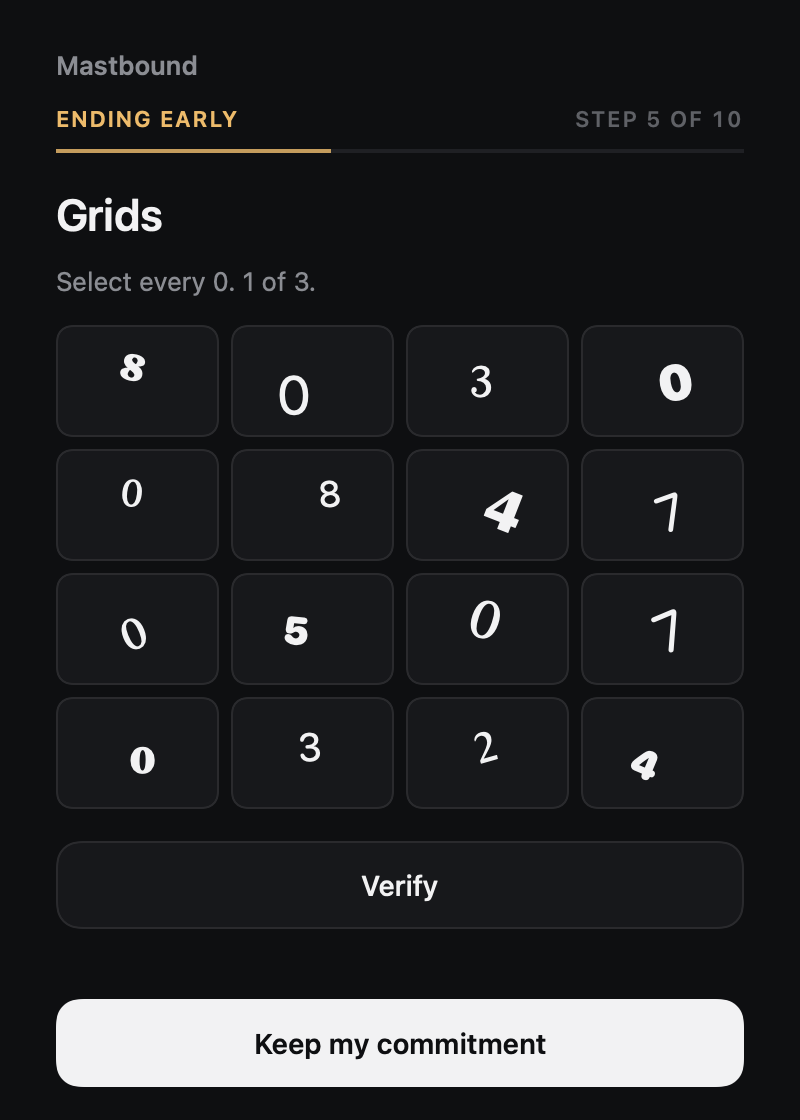 Mastbound
ENDING EARLY STEP 5 OF 10
Grids
Select every 0. 1 of 3.
8 0 3 0
0 8 4 7
0 5 0 7
0 3 2 4
Verify
Keep my commitment